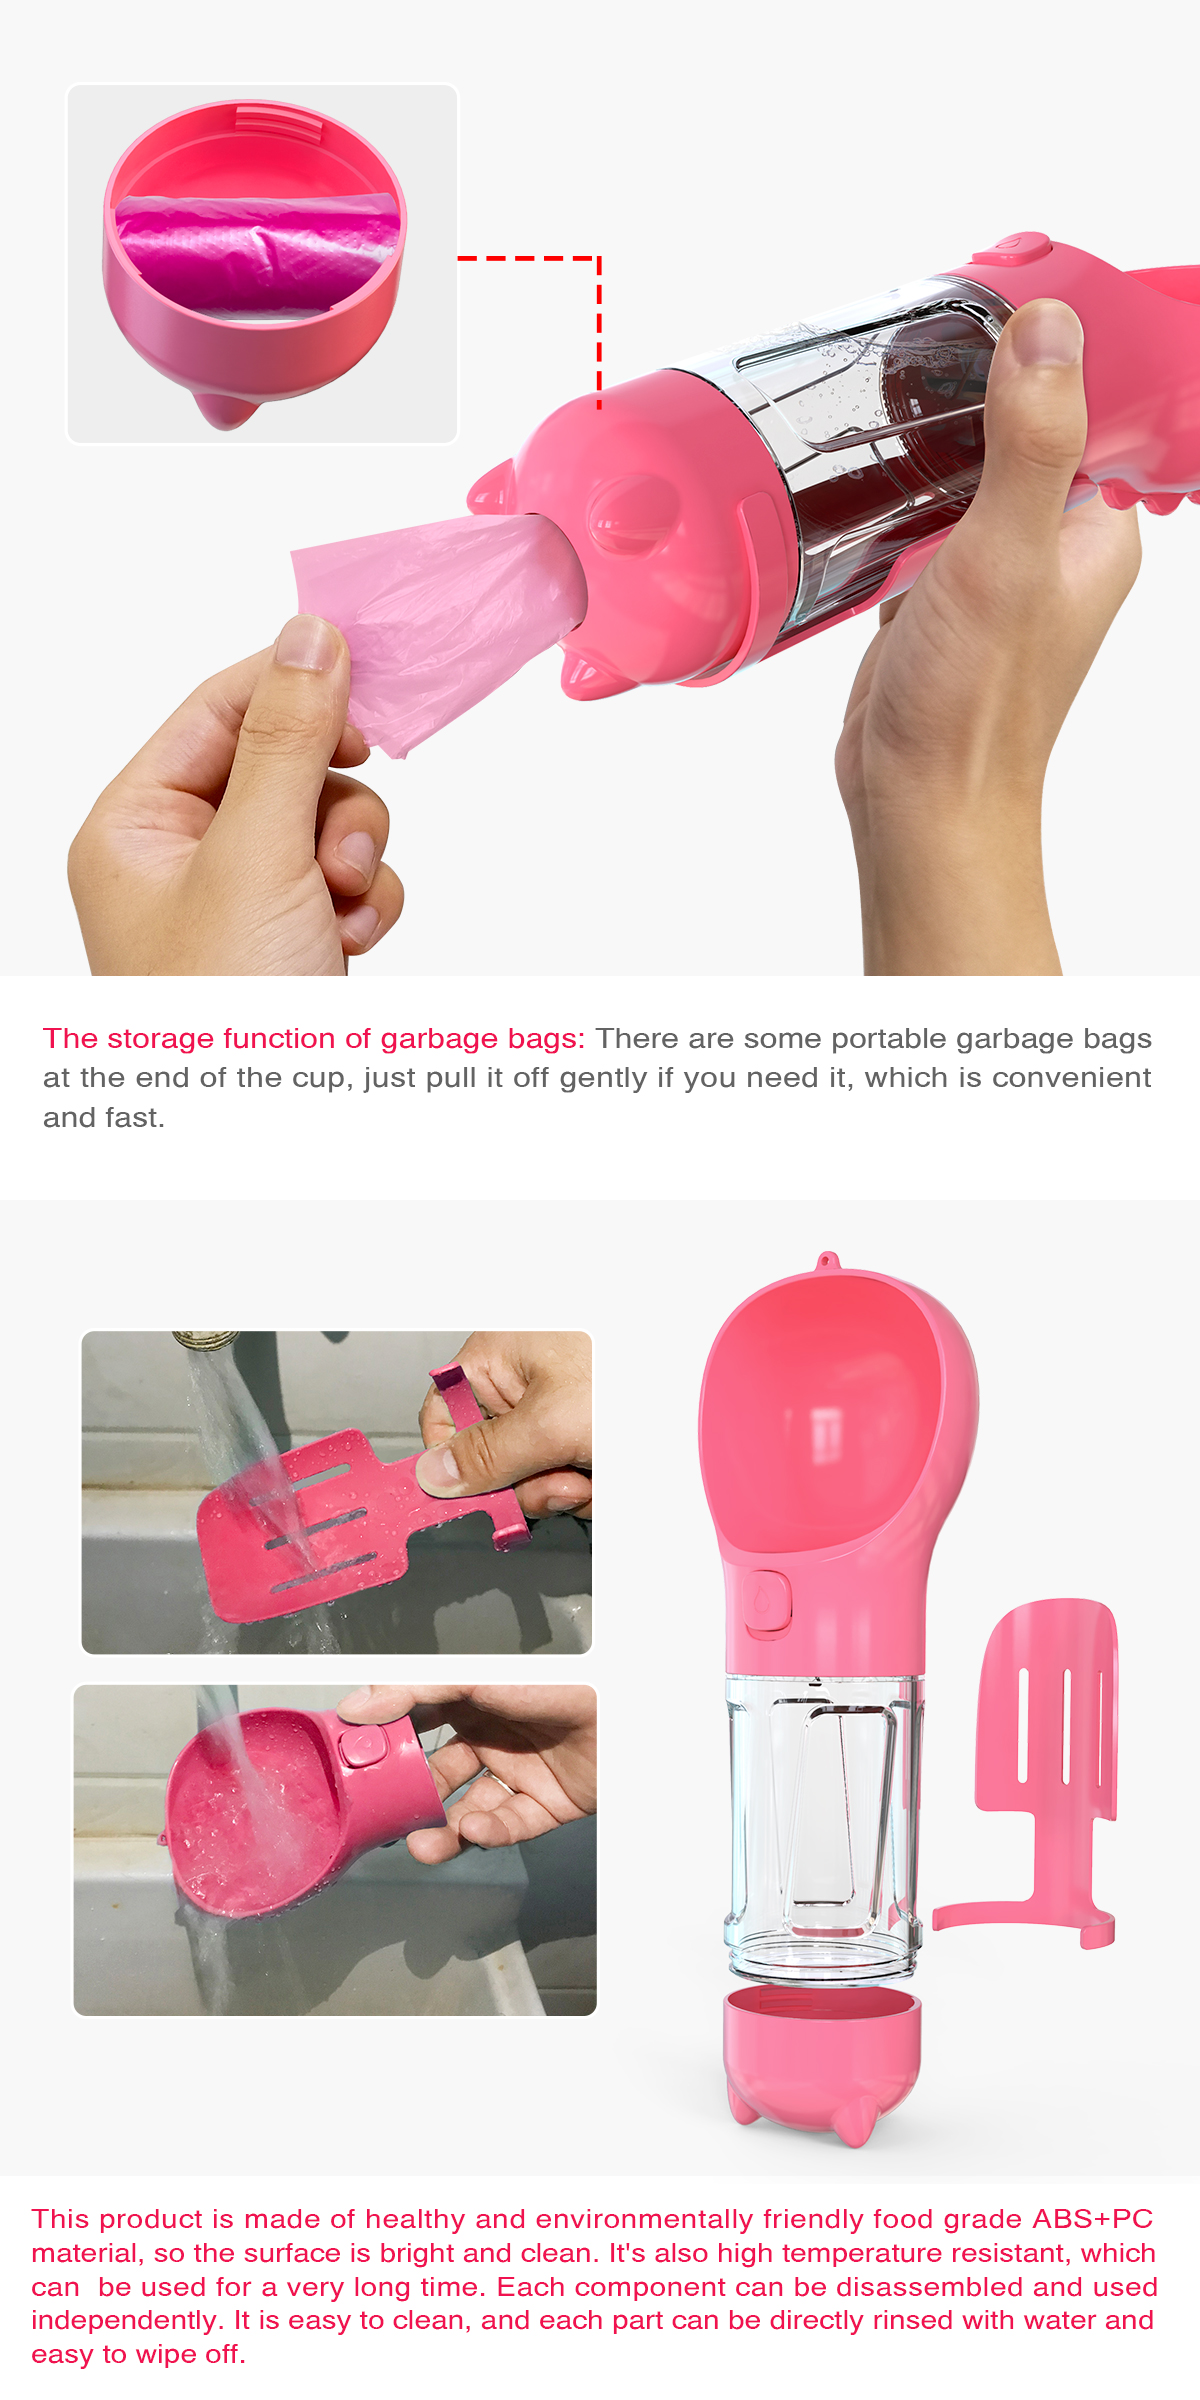 The storage function of garbage bags: There are some portable garbage bags
at the end of the cup, just pull it off gently if you need it, which is convenient
and fast.
This product is made of healthy and environmentally friendly food grade ABS+PC
material, so the surface is bright and clean. It's also high temperature resistant, which
can  be used for a very long time. Each component can be disassembled and used
independently. It is easy to clean, and each part can be directly rinsed with water and
easy to wipe off.